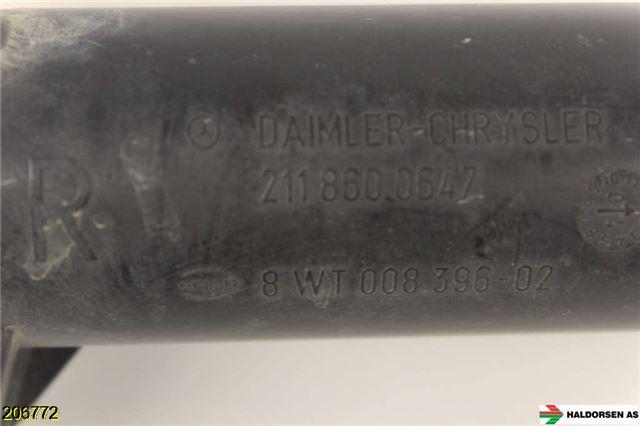 DAIMLER-CHRYSLER
211 860 0647
R
8 WT 008 396-02
206772
HALDORSEN AS